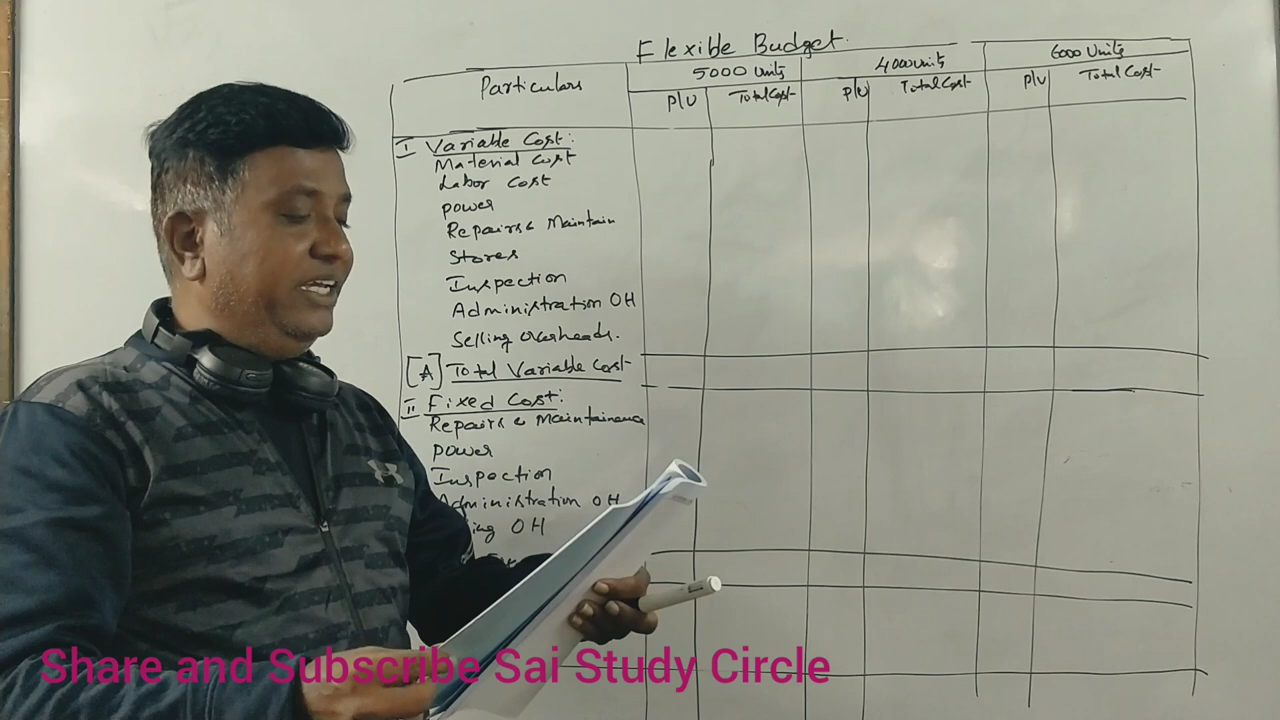 Flexible Budget.
Particulars
5000 Units
4000 Units
6000 Units
P/U
Total Cost
P/U
Total Cost
P/U
Total Cost
I Variable Cost:
Material Cost
Labor Cost
power
Repairs & Maintain
Stores
Inspection
Administration OH
Selling overheads.
[A] Total Variable Cost
II Fixed Cost:
Repairs & Maintainance
power
Inspection
Administration OH
ing OH
Share and Subscribe Sai Study Circle